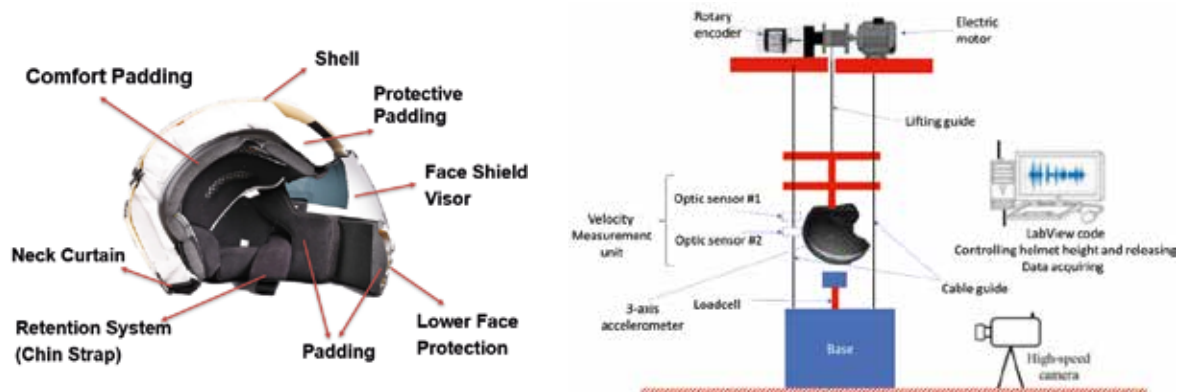 Shell
Comfort Padding
Protective
Padding
Face Shield
Visor
Neck Curtain
Retention System
(Chin Strap)
Padding
Lower Face
Protection
Rotary
encoder
Electric
motor
Lifting guide
Optic sensor #1
Velocity
Measurement
unit
Optic sensor #2
LabView code
Controlling helmet height and releasing
Data acquiring
Cable guide
3-axis
accelerometer
Loadcell
Base
High-speed
camera